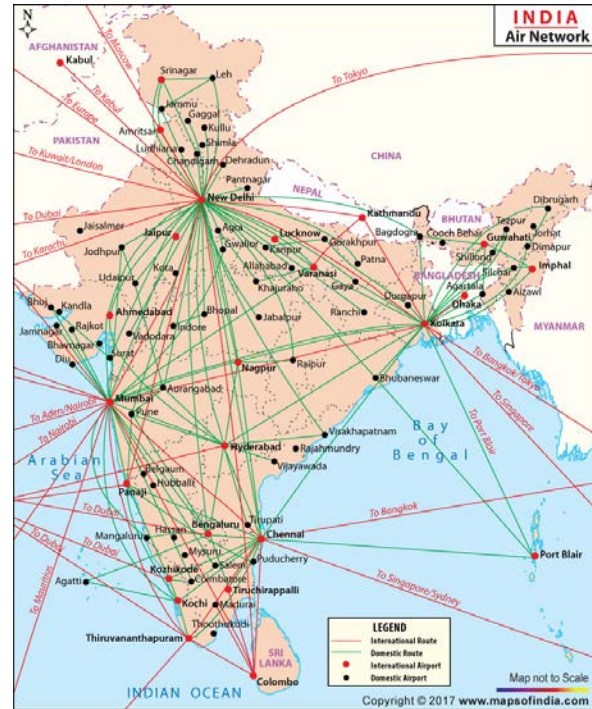 INDIA
Air Network
N
AFGHANISTAN
Kabul
To Moscow
To Kabul
To Europe
To Kuwait/London
To Dubai
To Karachi
To Tokyo
PAKISTAN
CHINA
NEPAL
BHUTAN
BANGLADESH
MYANMAR
Srinagar
Leh
Jammu
Gaggal
Kullu
Amritsar
Shimla
Ludhiana
Chandigarh
Dehradun
Pantnagar
New Delhi
Jaisalmer
Jaipur
Jodhpur
Agra
Gwalior
Lucknow
Kanpur
Gorakhpur
Kathmandu
Bagdogra
Cooch Behar
Guwahati
Tezpur
Dibrugarh
Jorhat
Dimapur
Shillong
Imphal
Silchar
Aizawl
Agartala
Dhaka
Kota
Udaipur
Allahabad
Varanasi
Patna
Gaya
Khajuraho
Durgapur
Ranchi
Kolkata
Bhuj
Kandla
Ahmedabad
Jamnagar
Rajkot
Vadodara
Indore
Bhopal
Jabalpur
Bhavnagar
Diu
Surat
Nagpur
Raipur
Bhubaneswar
To Bangkok/Tokyo
To Singapore
To Port Blair
Mumbai
Aurangabad
Pune
To Aden/Nairobi
To Nairobi
Arabian
Sea
Hyderabad
Visakhapatnam
Rajahmundry
Vijayawada
Bay
of
Bengal
Belgaum
Hubballi
Panaji
To Dubai
To Dubai
To Dubai
To Mauritus
Bengaluru
Tirupati
Chennai
To Bangkok
To Singapore/Sydney
Port Blair
Mangaluru
Hassan
Mysuru
Salem
Puducherry
Kozhikode
Coimbatore
Agatti
Kochi
Tiruchirappalli
Madurai
Thoothukudi
Thiruvananthapuram
SRI
LANKA
Colombo
INDIAN OCEAN
LEGEND
International Route
Domestic Route
International Airport
Domestic Airport
Map not to Scale
Copyright © 2017 www.mapsofindia.com